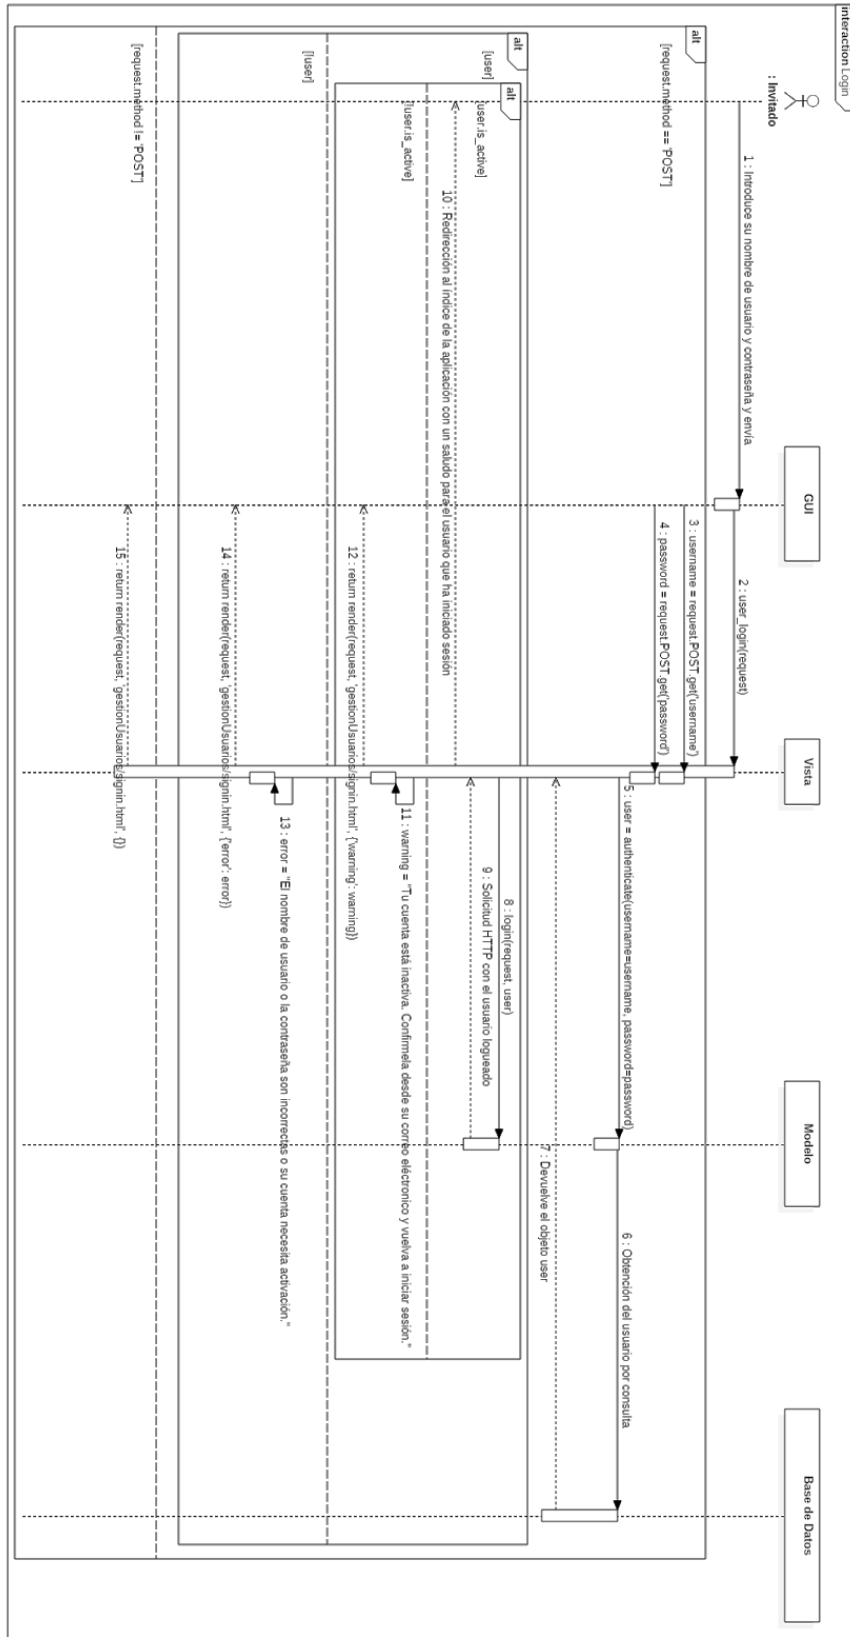 interaction Login
: Invitado
GUI
Vista
Modelo
Base de Datos
1 : Introduce su nombre de usuario y contraseña y envía
2 : user_login(request)
alt
[request.method == 'POST']
3 : username = request.POST.get('username')
4 : password = request.POST.get('password')
5 : user = authenticate(username=username, password=password)
6 : Obtención del usuario por consulta
7 : Devuelve el objeto user
alt
[user]
8 : login(request, user)
9 : Solicitud HTTP con el usuario logueado
alt
[user.is_active]
10 : Redirección al índice de la aplicación con un saludo para el usuario que ha iniciado sesión
[!user.is_active]
11 : warning = "Tu cuenta está inactiva. Confírmela desde su correo eléctronico y vuelva a iniciar sesión."
12 : return render(request, 'gestionUsuarios/signin.html', {'warning': warning})
[!user]
13 : error = "El nombre de usuario o la contraseña son incorrectas o su cuenta necesita activación."
14 : return render(request, 'gestionUsuarios/signin.html', {'error': error})
[request.method != 'POST']
15 : return render(request, 'gestionUsuarios/signin.html', {})